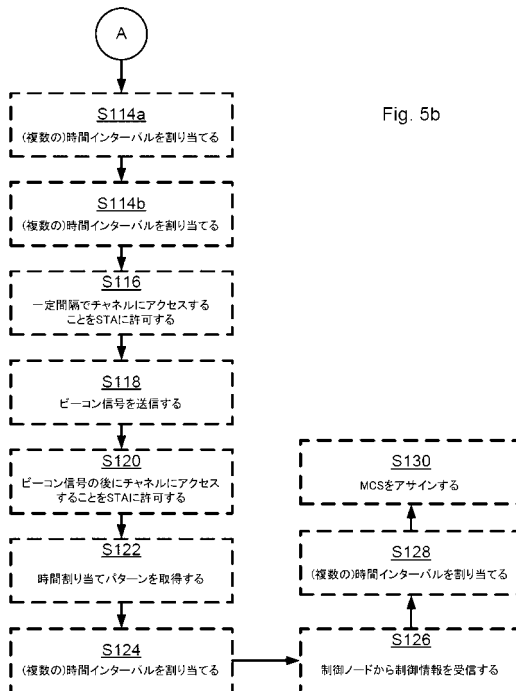 A
Fig. 5b
S114a
(複数の)時間インターバルを割り当てる
S114b
(複数の)時間インターバルを割り当てる
S116
一定間隔でチャネルにアクセスする
ことをSTAに許可する
S118
ビーコン信号を送信する
S120
ビーコン信号の後にチャネルにアクセス
することをSTAに許可する
S122
時間割り当てパターンを取得する
S124
(複数の)時間インターバルを割り当てる
S126
制御ノードから制御情報を受信する
S128
(複数の)時間インターバルを割り当てる
S130
MCSをアサインする